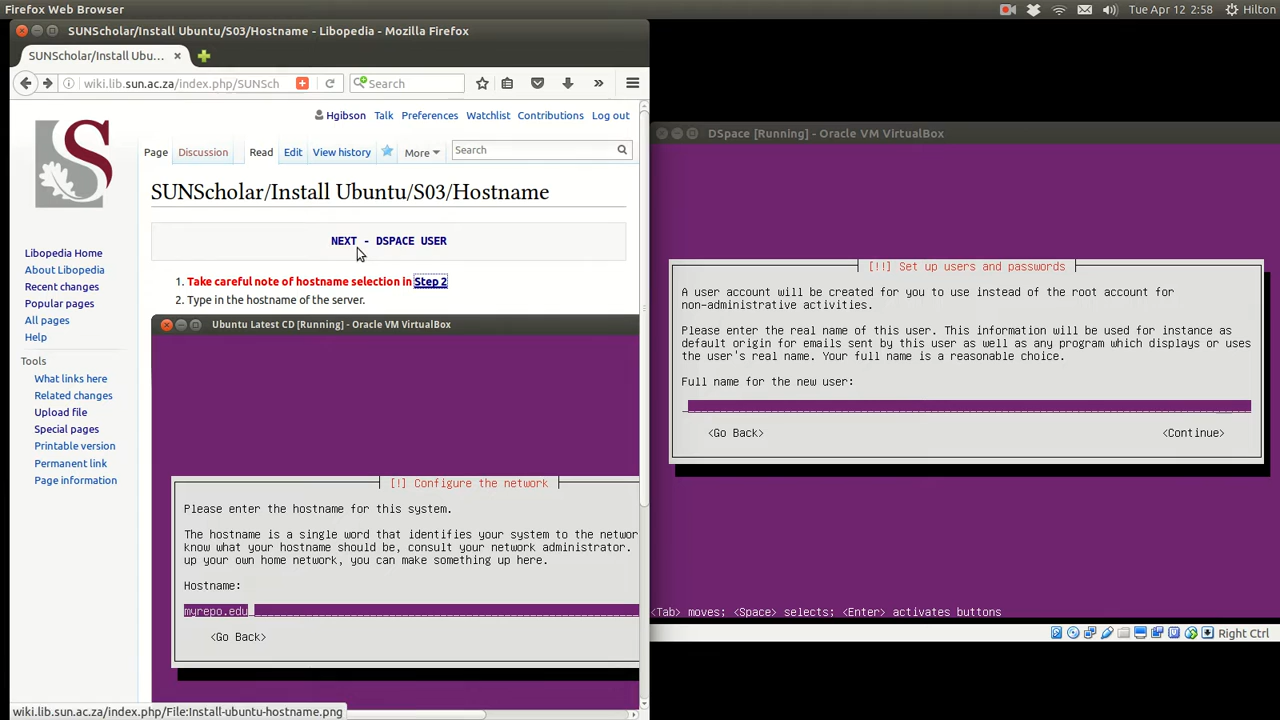 Firefox Web Browser
Tue Apr 12 2:58 Hilton
SUNScholar/Install Ubuntu/S03/Hostname - Libopedia - Mozilla Firefox
SUNScholar/Install Ubu...
wiki.lib.sun.ac.za/index.php/SUNSch
Search
Hgibson Talk Preferences Watchlist Contributions Log out
Page Discussion Read Edit View history More Search
SUNScholar/Install Ubuntu/S03/Hostname
NEXT - DSPACE USER
1. Take careful note of hostname selection in Step 2
2. Type in the hostname of the server.
Libopedia Home
About Libopedia
Recent changes
Popular pages
All pages
Help
Tools
What links here
Related changes
Upload file
Special pages
Printable version
Permanent link
Page information
Ubuntu Latest CD [Running] - Oracle VM VirtualBox
[!] Configure the network
Please enter the hostname for this system.
The hostname is a single word that identifies your system to the networ
know what your hostname should be, consult your network administrator.
up your own home network, you can make something up here.
Hostname:
myrepo.edu
<Go Back>
wiki.lib.sun.ac.za/index.php/File:Install-ubuntu-hostname.png
DSpace [Running] - Oracle VM VirtualBox
[!!] Set up users and passwords
A user account will be created for you to use instead of the root account for
non-administrative activities.
Please enter the real name of this user. This information will be used for instance as
default origin for emails sent by this user as well as any program which displays or uses
the user's real name. Your full name is a reasonable choice.
Full name for the new user:
<Go Back> <Continue>
<Tab> moves; <Space> selects; <Enter> activates buttons
Right Ctrl